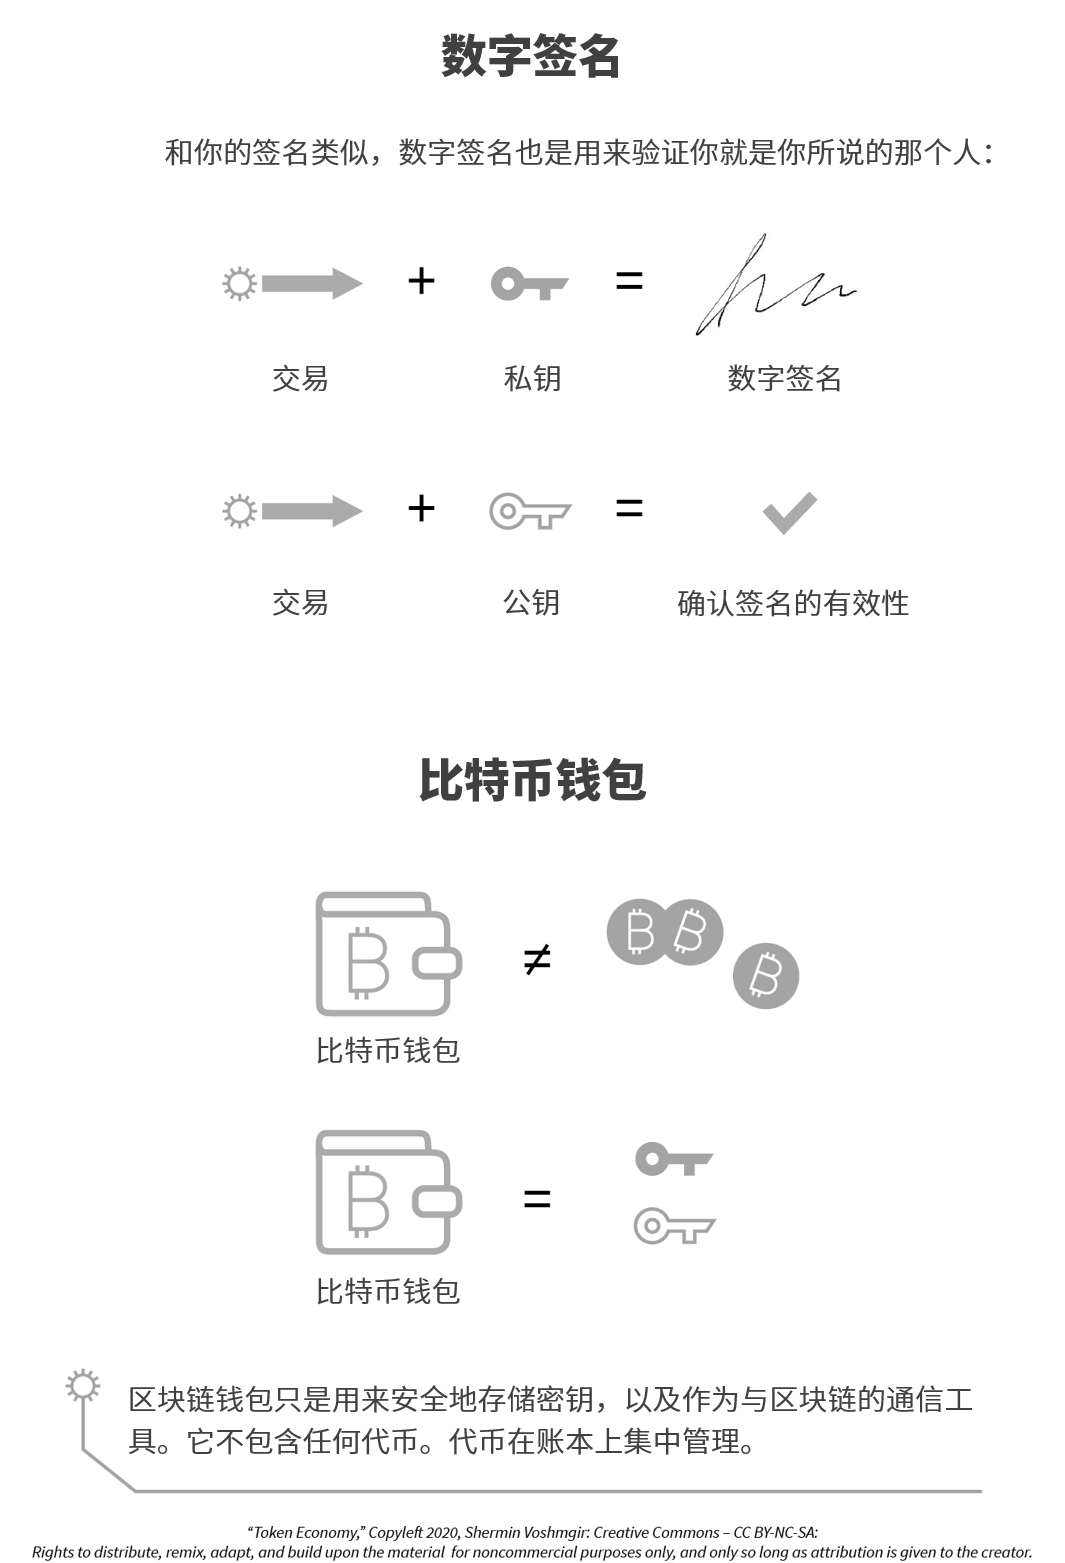 数字签名
和你的签名类似，数字签名也是用来验证你就是你所说的那个人：
+ =
交易 私钥 数字签名
+ =
交易 公钥 确认签名的有效性
比特币钱包
≠
比特币钱包
=
比特币钱包
区块链钱包只是用来安全地存储密钥，以及作为与区块链的通信工
具。它不包含任何代币。代币在账本上集中管理。
“Token Economy,” Copyleft 2020, Shermin Voshmgir: Creative Commons – CC BY-NC-SA:
Rights to distribute, remix, adapt, and build upon the material for noncommercial purposes only, and only so long as attribution is given to the creator.